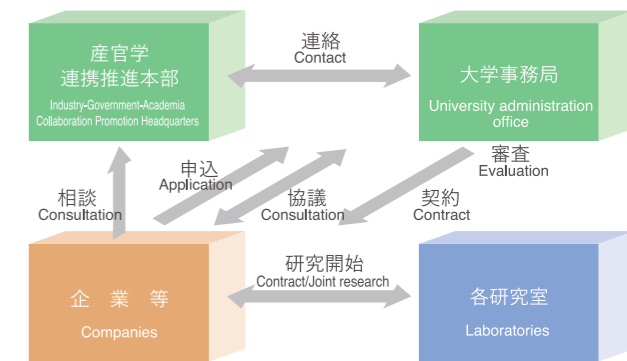 産官学
連携推進本部
Industry-Government-Academia
Collaboration Promotion Headquarters
連絡
Contact
大学事務局
University administration
office
相談
Consultation
申込
Application
協議
Consultation
契約
Contract
審査
Evaluation
企 業 等
Companies
研究開始
Contract/Joint research
各研究室
Laboratories